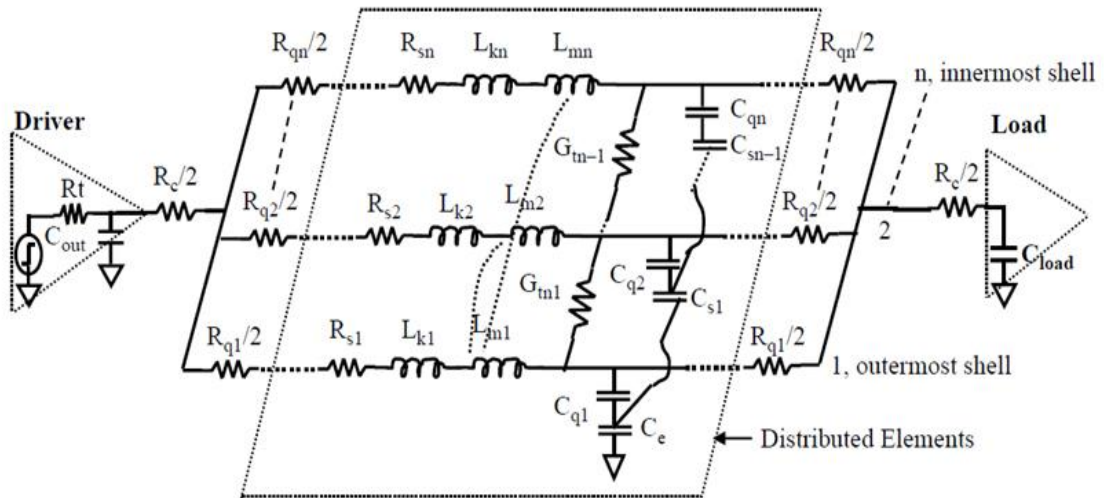 R_qn/2 R_sn L_kn L_mn R_qn/2
n, innermost shell
Driver
C_qn
Load
G_tn−1
C_sn−1
Rt R_c/2 R_c/2
R_q2/2 R_s2 L_k2 L_m2 R_q2/2
C_out
2
C_load
C_q2
G_tn1
C_s1
R_q1/2 R_s1 L_k1 L_m1 R_q1/2
1, outermost shell
C_q1
C_e
Distributed Elements